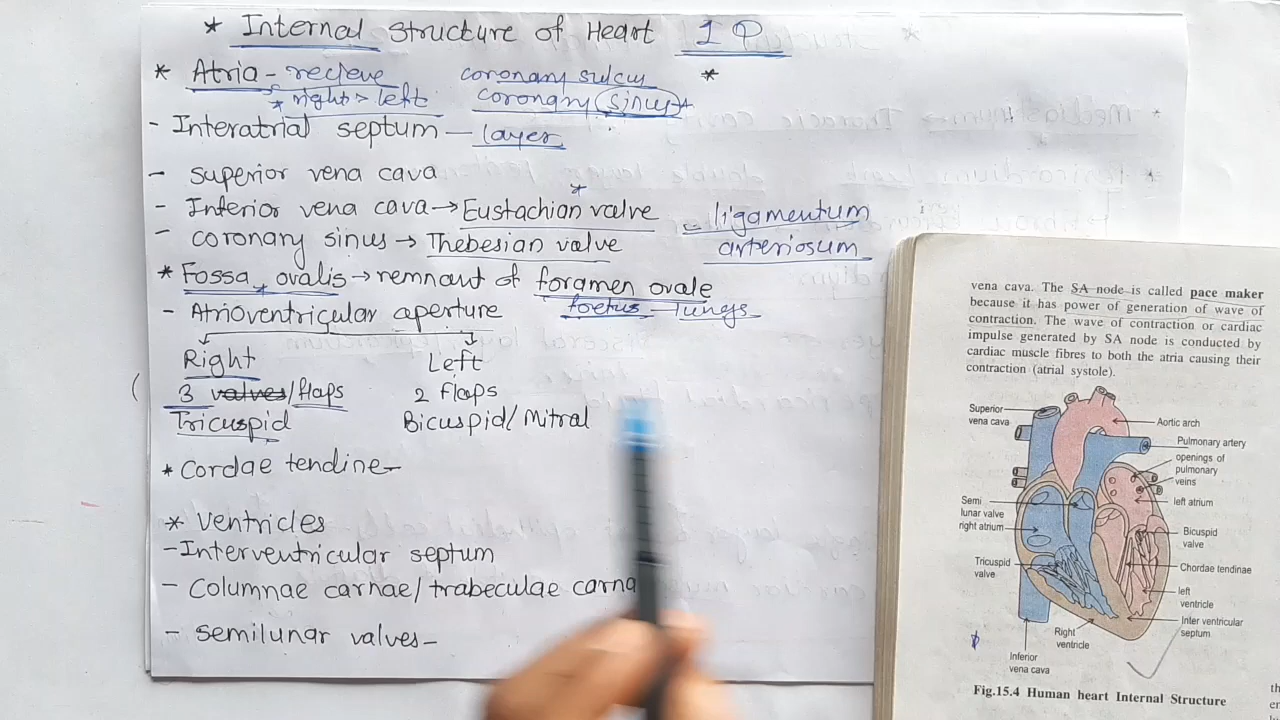 * Internal structure of Heart IP
* Atria - recieve
* right > left
coronary sulcus *
coronary sinus *
- Interatrial septum - layer
- superior vena cava
- Inferior vena cava → Eustachian valve
- coronary sinus → Thebesian valve
ligamentum
arteriosum
* Fossa ovalis → remnant of foramen ovale
foetus - lungs
- Atrioventricular aperture
Right Left
3 valves/flaps 2 flaps
Tricuspid Bicuspid/Mitral
* Cordae tendine -
* Ventricles
- Interventricular septum
- Columnae carnae/trabeculae carna
- Semilunar valves -
vena cava. The SA node is called pace maker
because it has power of generation of wave of
contraction. The wave of contraction or cardiac
impulse generated by SA node is conducted by
cardiac muscle fibres to both the atria causing their
contraction (atrial systole).
Superior
vena cava
Aortic arch
Pulmonary artery
openings of
pulmonary
veins
Semi
lunar valve
right atrium
left atrium
Bicuspid
valve
Tricuspid
valve
Chordae tendinae
left
ventricle
Inter ventricular
septum
Right
ventricle
Inferior
vena cava
Fig.15.4 Human heart Internal Structure